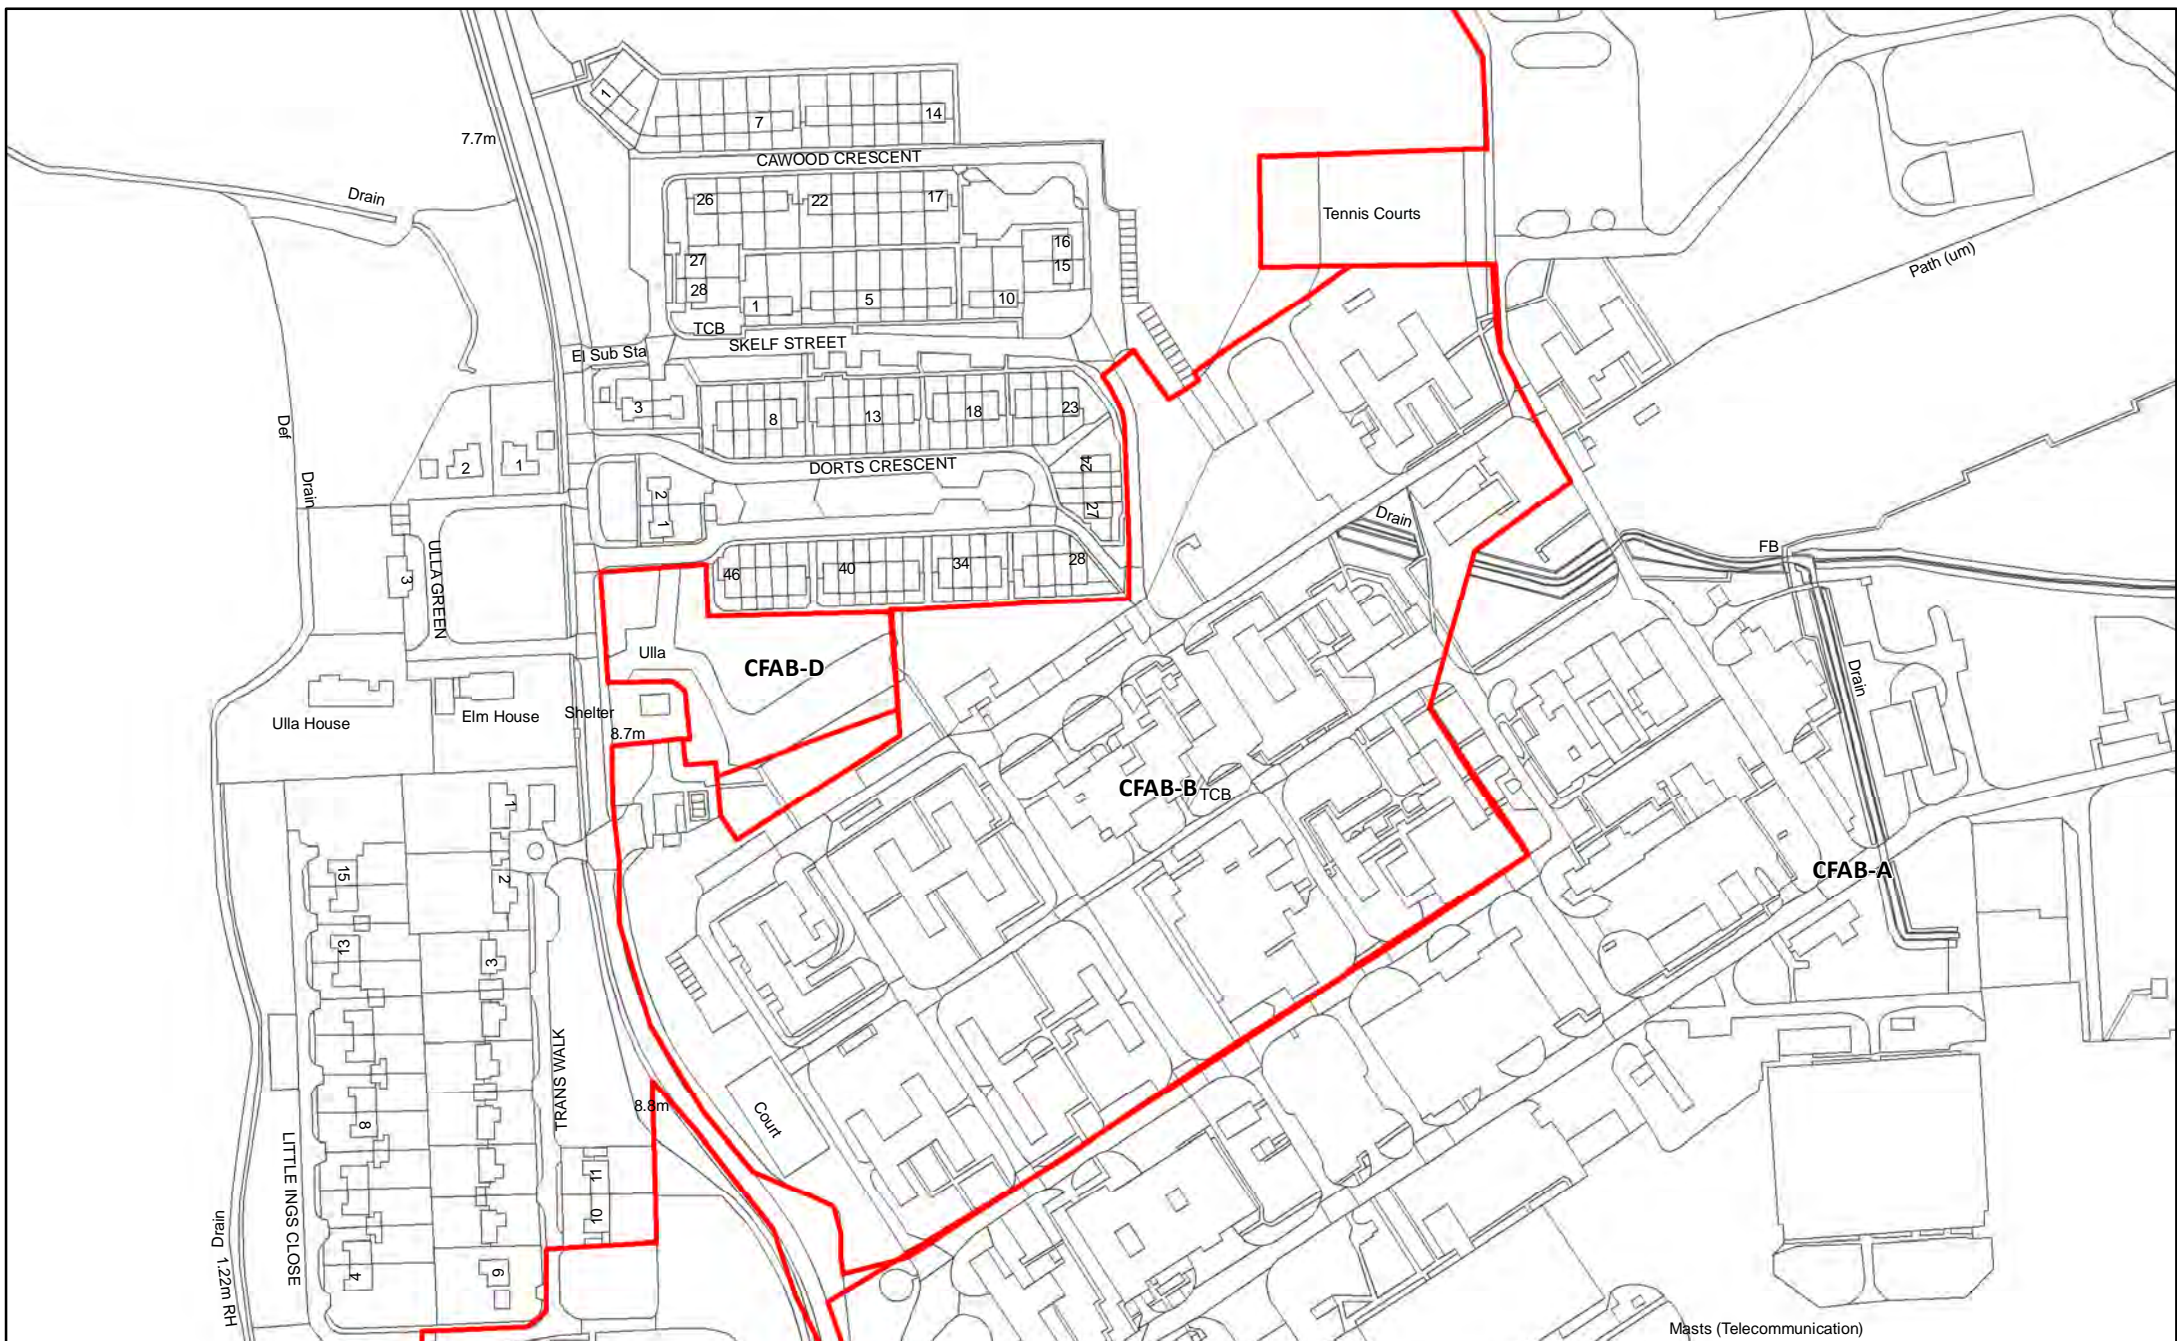 1
7
14
7.7m
CAWOOD CRESCENT
Drain
26
22
17
Tennis Courts
16
15
27
28
1
5
10
Path (um)
TCB
SKELF STREET
El Sub Sta
3
8
13
18
23
Def
2
1
DORTS CRESCENT
24
Drain
2
1
27
Drain
FB
ULLA GREEN
3
46
40
34
28
Ulla
CFAB-D
Drain
Ulla House
Elm House
Shelter
8.7m
CFAB-B
TCB
1
15
2
CFAB-A
13
3
TRANS WALK
8.8m
Court
8
LITTLE INGS CLOSE
11
10
Drain
1.22m RH
4
6
Masts (Telecommunication)